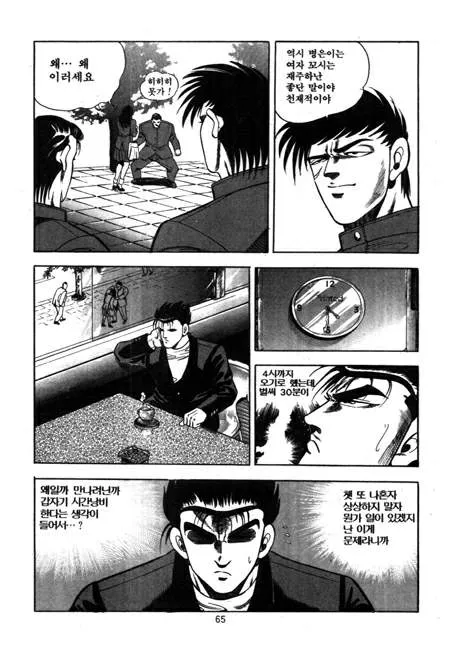 왜… 왜
이러세요
히히히
못가!
역시 병은이는
여자 꼬시는
재주하난
좋단 말이야
천재적이야
12
6
4시까지
오기로 했는데
벌써 30분이
왜일까 만나려닌까
갑자기 시간낭비
한다는 생각이
들어서…?
쳇 또 나혼자
상상하지 말자
뭔가 일어 있겠지
난 이게
문제라니까
65